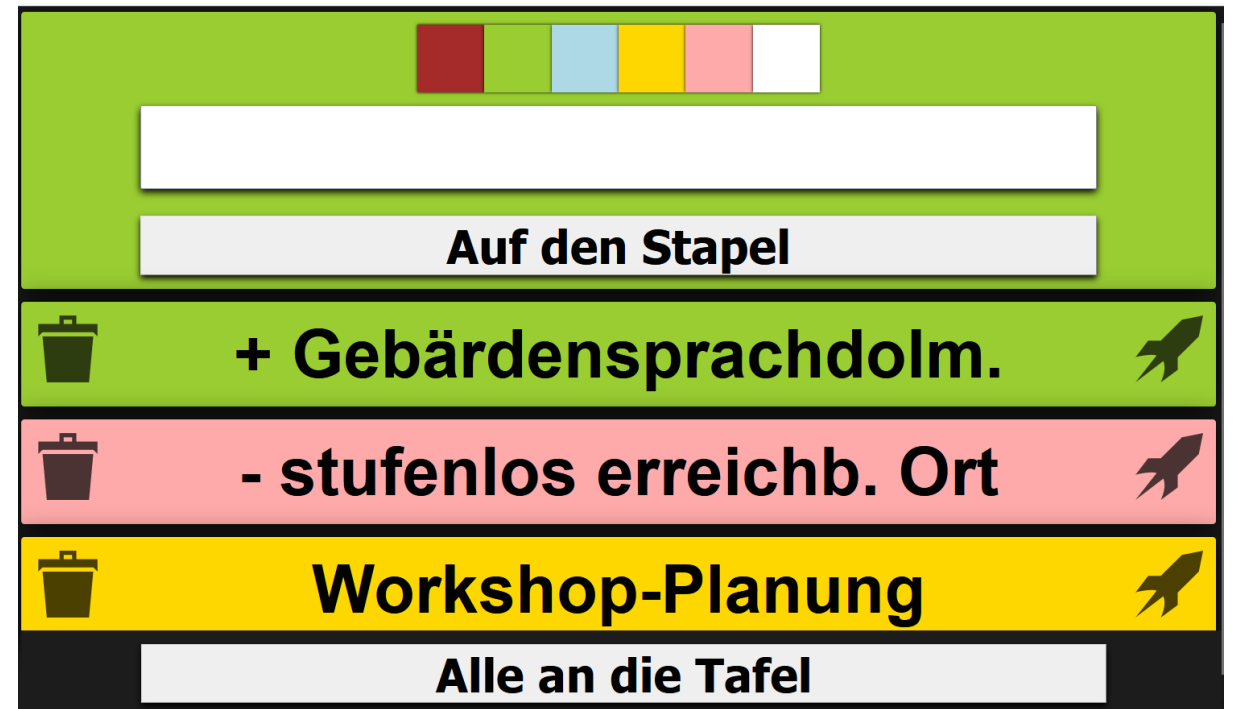 Auf den Stapel
+ Gebärdensprachdolm.
- stufenlos erreichb. Ort
Workshop-Planung
Alle an die Tafel